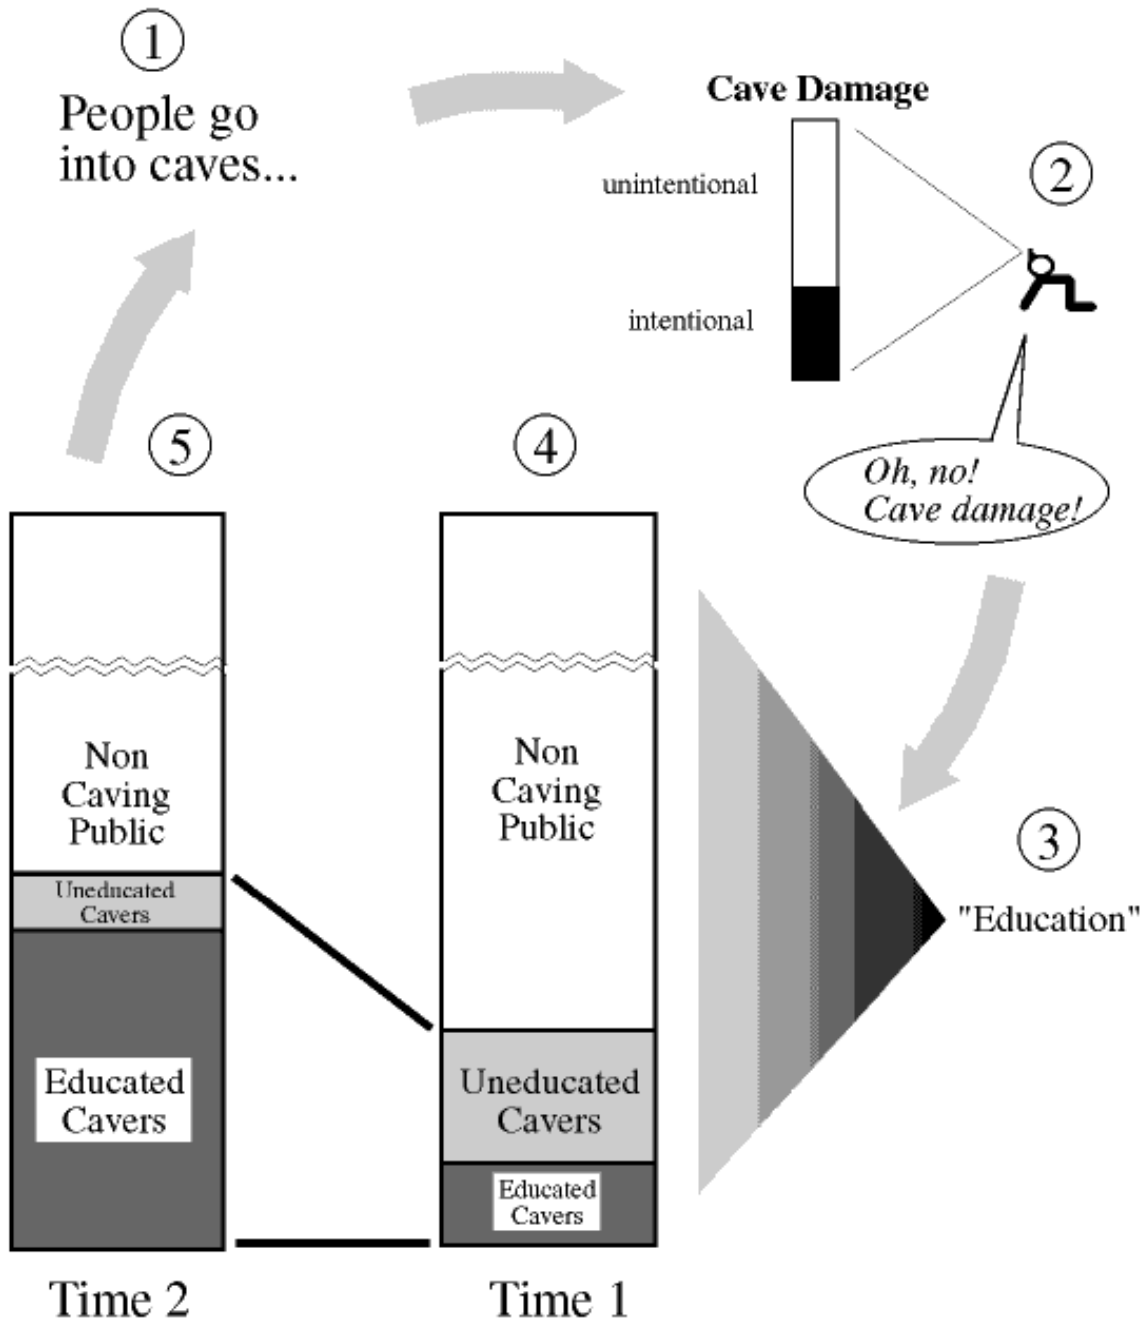 1
People go
into caves...
Cave Damage
unintentional
intentional
2
Oh, no!
Cave damage!
3
"Education"
4
Non
Caving
Public
Uneducated
Cavers
Educated
Cavers
Time 1
5
Non
Caving
Public
Uneducated
Cavers
Educated
Cavers
Time 2